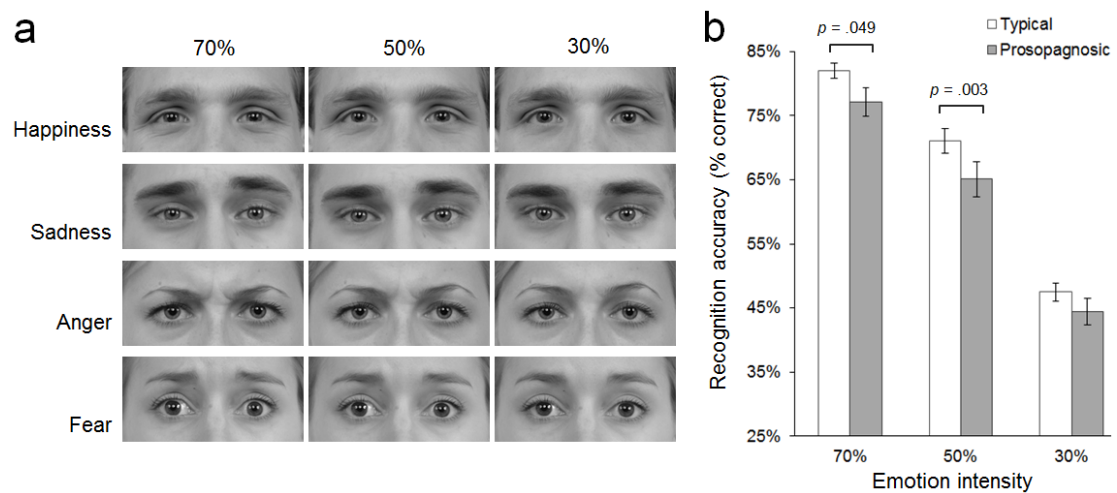 a
70% 50% 30%
Happiness
Sadness
Anger
Fear
b
Typical
Prosopagnosic
p = .049
p = .003
Recognition accuracy (% correct)
85%
75%
65%
55%
45%
35%
25%
70% 50% 30%
Emotion intensity